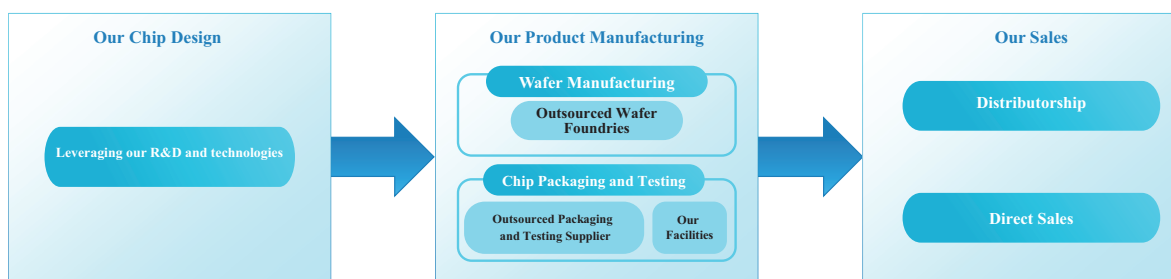 Our Chip Design
Leveraging our R&D and technologies
Our Product Manufacturing
Wafer Manufacturing
Outsourced Wafer
Foundries
Chip Packaging and Testing
Outsourced Packaging
and Testing Supplier
Our
Facilities
Our Sales
Distributorship
Direct Sales